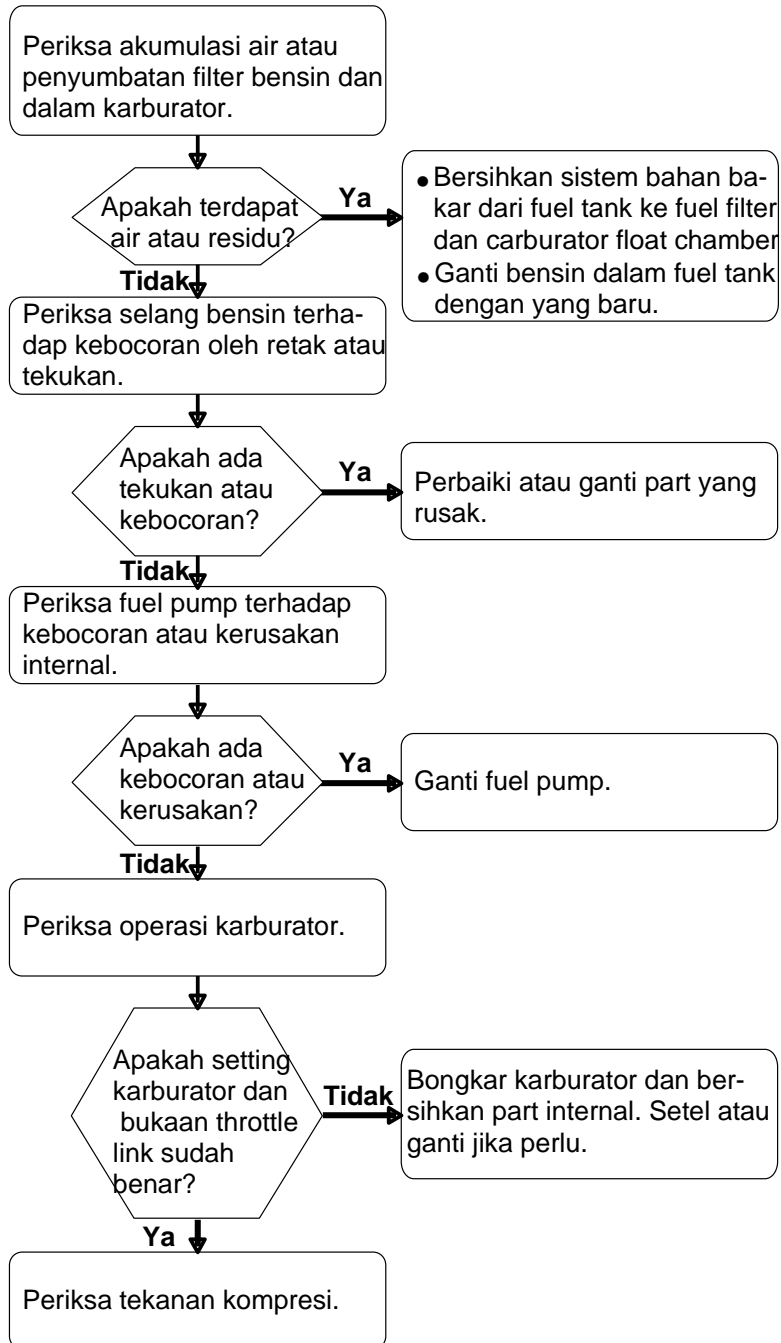 Periksa akumulasi air atau
penyumbatan filter bensin dan
dalam karburator.
Apakah terdapat
air atau residu?
Ya
● Bersihkan sistem bahan ba-
kar dari fuel tank ke fuel filter
dan carburator float chamber
● Ganti bensin dalam fuel tank
dengan yang baru.
Tidak
Periksa selang bensin terha-
dap kebocoran oleh retak atau
tekukan.
Apakah ada
tekukan atau
kebocoran?
Ya
Perbaiki atau ganti part yang
rusak.
Tidak
Periksa fuel pump terhadap
kebocoran atau kerusakan
internal.
Apakah ada
kebocoran atau
kerusakan?
Ya
Ganti fuel pump.
Tidak
Periksa operasi karburator.
Apakah setting
karburator dan
bukaan throttle
link sudah
benar?
Tidak
Bongkar karburator dan ber-
sihkan part internal. Setel atau
ganti jika perlu.
Ya
Periksa tekanan kompresi.